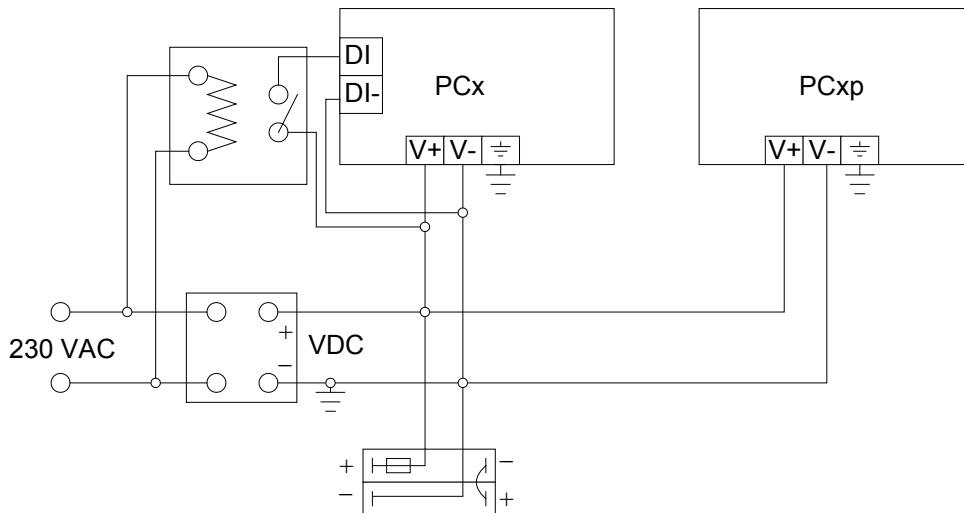 DI
DI-
PCx
V+ V-
PCxp
V+ V-
230 VAC
+
–
VDC
+ –
– +